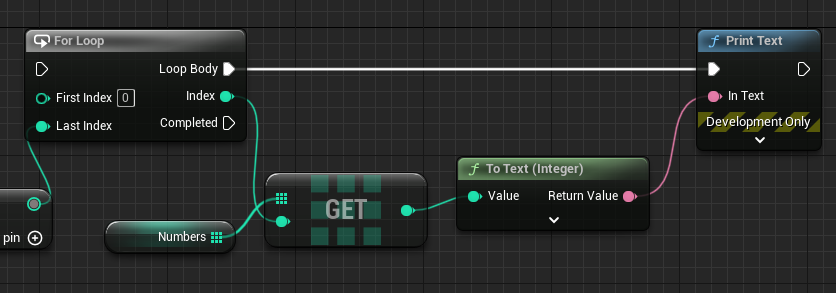 For Loop
Loop Body
First Index 0
Index
Last Index
Completed
pin
Numbers
GET
f To Text (Integer)
Value
Return Value
f Print Text
In Text
Development Only